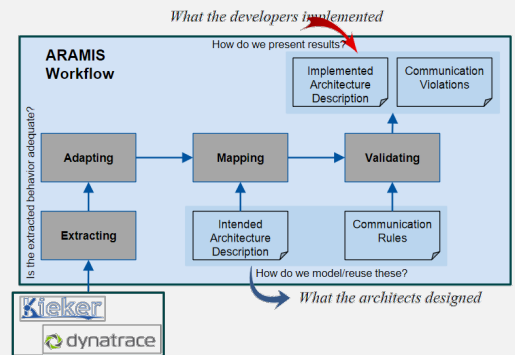 What the developers implemented
How do we present results?
ARAMIS
Workflow
Implemented
Architecture
Description
Communication
Violations
Is the extracted behavior adequate?
Adapting
Mapping
Validating
Extracting
Intended
Architecture
Description
Communication
Rules
How do we model/reuse these?
What the architects designed
Kieker
dynatrace